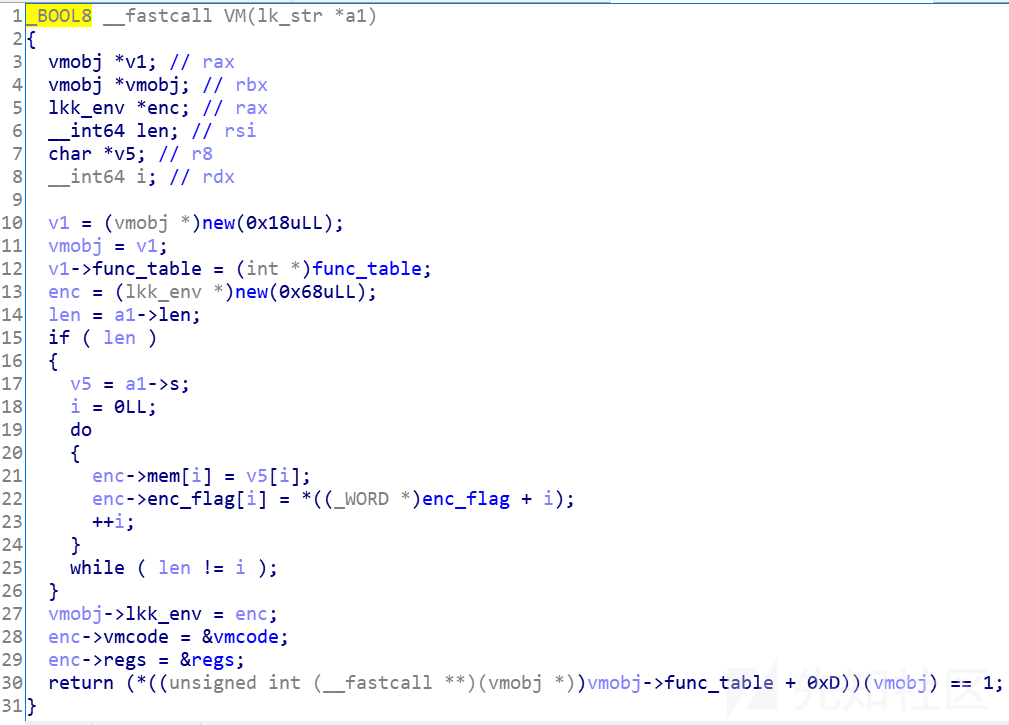 1 _BOOL8 __fastcall VM(lk_str *a1)
2 {
3   vmobj *v1; // rax
4   vmobj *vmobj; // rbx
5   lkk_env *enc; // rax
6   __int64 len; // rsi
7   char *v5; // r8
8   __int64 i; // rdx
9
10   v1 = (vmobj *)new(0x18uLL);
11   vmobj = v1;
12   v1->func_table = (int *)func_table;
13   enc = (lkk_env *)new(0x68uLL);
14   len = a1->len;
15   if ( len )
16   {
17     v5 = a1->s;
18     i = 0LL;
19     do
20     {
21       enc->mem[i] = v5[i];
22       enc->enc_flag[i] = *((_WORD *)enc_flag + i);
23       ++i;
24     }
25     while ( len != i );
26   }
27   vmobj->lkk_env = enc;
28   enc->vmcode = &vmcode;
29   enc->regs = &regs;
30   return (*((unsigned int (__fastcall **)(vmobj *))vmobj->func_table + 0xD))(vmobj) == 1;
31 }
先知社区